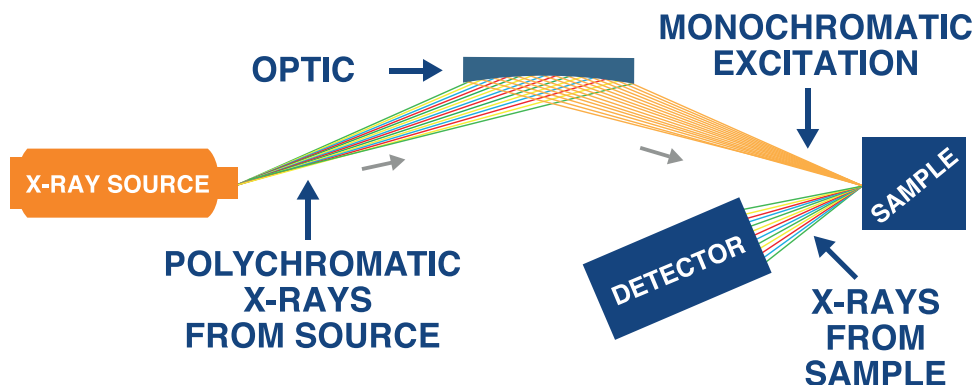 MONOCHROMATIC
EXCITATION
OPTIC
X-RAY SOURCE
SAMPLE
DETECTOR
POLYCHROMATIC
X-RAYS
FROM SOURCE
X-RAYS
FROM
SAMPLE